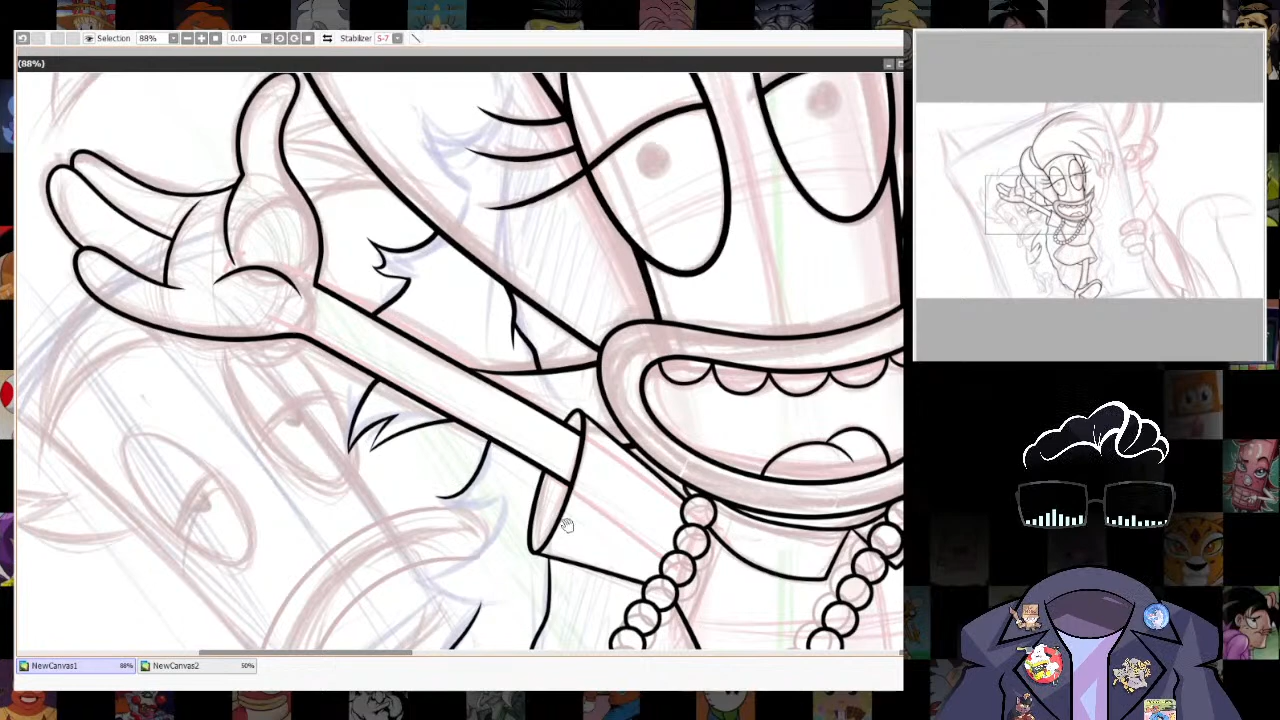 Selection 88% 0.0° Stabilizer S-7
(88%)
NewCanvas1 88% NewCanvas2 50%